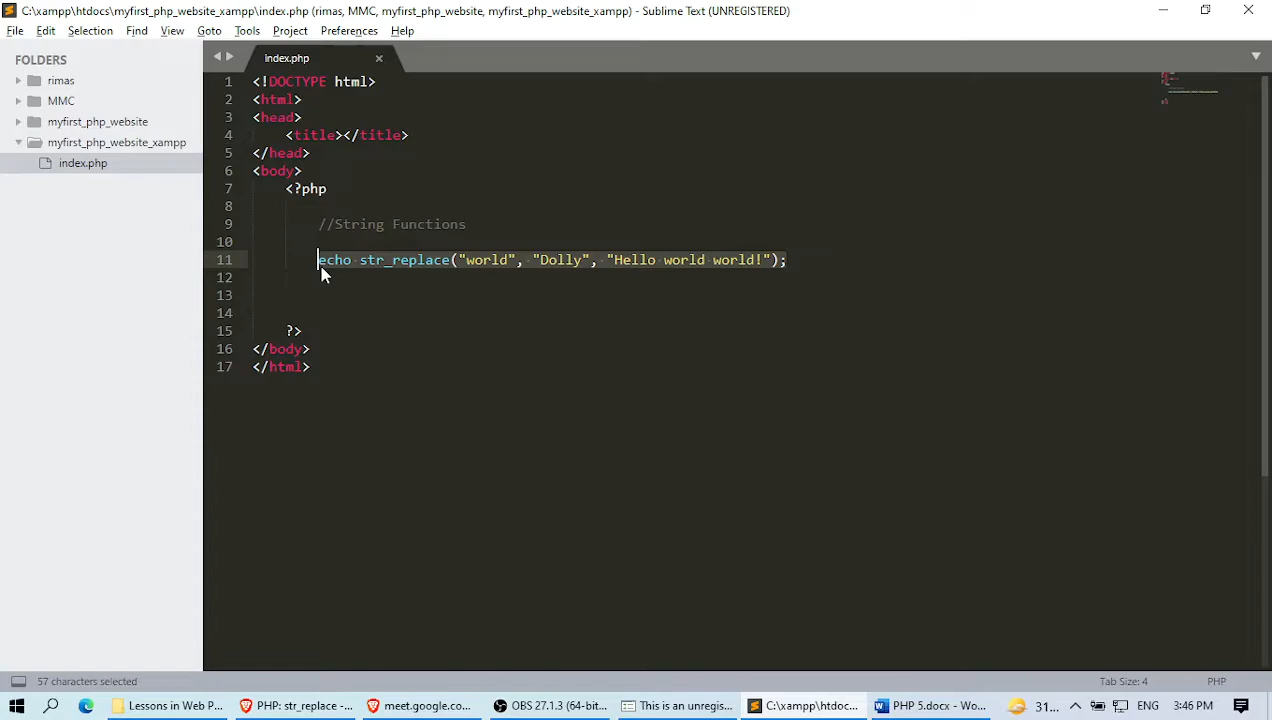 C:\xampp\htdocs\myfirst_php_website_xampp\index.php (rimas, MMC, myfirst_php_website, myfirst_php_website_xampp) - Sublime Text (UNREGISTERED)
File Edit Selection Find View Goto Tools Project Preferences Help
FOLDERS
rimas
MMC
myfirst_php_website
myfirst_php_website_xampp
index.php
index.php
1 <!DOCTYPE html>
2 <html>
3 <head>
4 <title></title>
5 </head>
6 <body>
7 <?php
8
9 //String Functions
10
11 echo str_replace("world", "Dolly", "Hello world world!");
12
13
14
15 ?>
16 </body>
17 </html>
57 characters selected
Tab Size: 4 PHP
Lessons in Web P... PHP: str_replace - ... meet.google.co... OBS 27.1.3 (64-bit... This is an unregis... C:\xampp\htdoc... PHP 5.docx - Wo... 31... ENG 3:46 PM